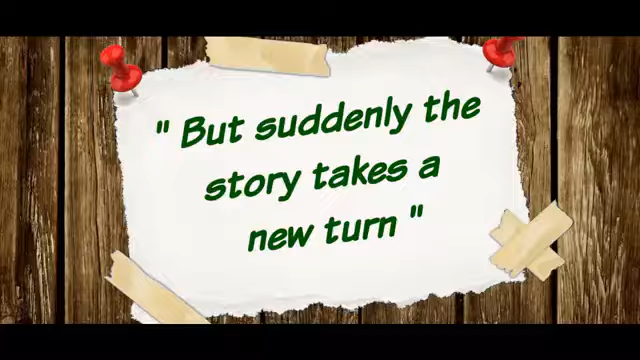 " But suddenly the
story takes a
new turn "